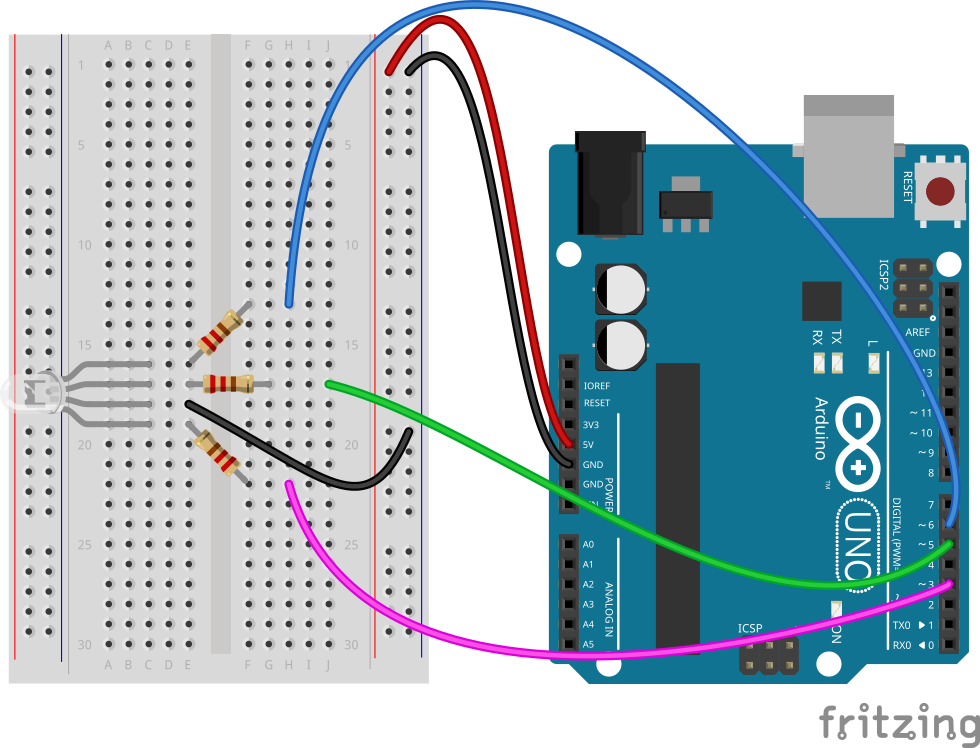 A B C D E F G H I J
1 1
5 5
10 10
15 15
20 20
25 25
30 30
A B C D E F G H I J
RESET
ICSP2
AREF
GND
13
~ 11
~ 10
~ 9
8
7
~ 6
~ 5
4
~ 3
2
TX0 ▶ 1
RX0 ◀ 0
RX
TX
L
IOREF
RESET
3V3
5V
GND
GND
POWER
A0
A1
A2
A3
A4
A5
ANALOG IN
Arduino
TM
UNO
DIGITAL (PWM=
ICSP
ON
fritzing